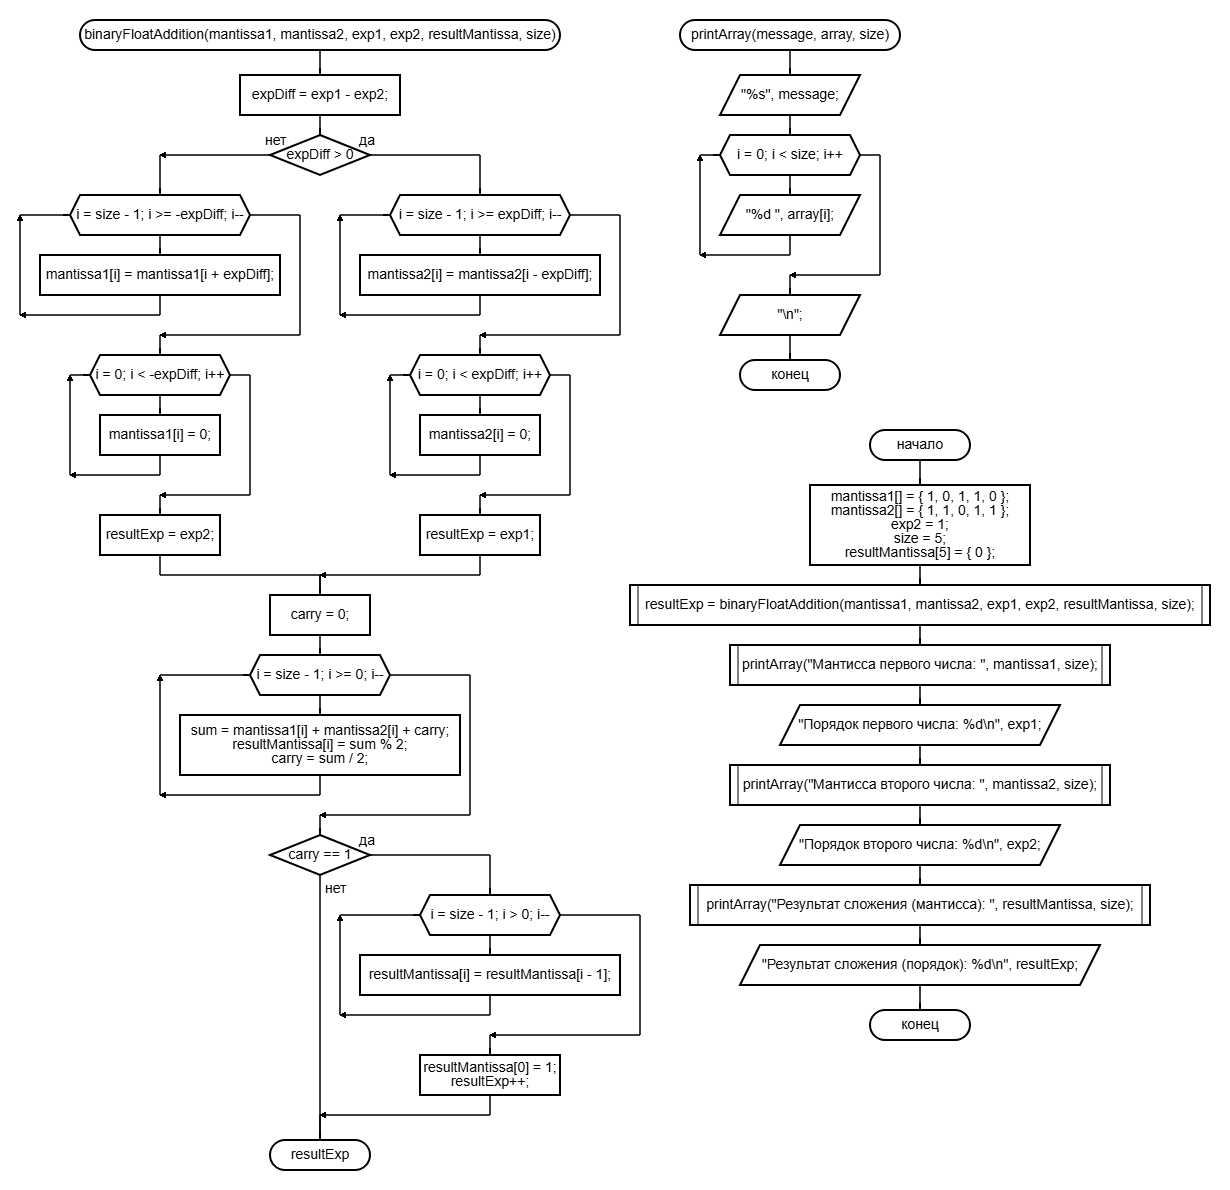 binaryFloatAddition(mantissa1, mantissa2, exp1, exp2, resultMantissa, size)
expDiff = exp1 - exp2;
нет
да
expDiff > 0
i = size - 1; i >= -expDiff; i--
i = size - 1; i >= expDiff; i--
mantissa1[i] = mantissa1[i + expDiff];
mantissa2[i] = mantissa2[i - expDiff];
i = 0; i < -expDiff; i++
i = 0; i < expDiff; i++
mantissa1[i] = 0;
mantissa2[i] = 0;
resultExp = exp2;
resultExp = exp1;
carry = 0;
i = size - 1; i >= 0; i--
sum = mantissa1[i] + mantissa2[i] + carry;
resultMantissa[i] = sum % 2;
carry = sum / 2;
да
carry == 1
нет
i = size - 1; i > 0; i--
resultMantissa[i] = resultMantissa[i - 1];
resultMantissa[0] = 1;
resultExp++;
resultExp
printArray(message, array, size)
"%s", message;
i = 0; i < size; i++
"%d ", array[i];
"\n";
конец
начало
mantissa1[] = { 1, 0, 1, 1, 0 };
mantissa2[] = { 1, 1, 0, 1, 1 };
exp2 = 1;
size = 5;
resultMantissa[5] = { 0 };
resultExp = binaryFloatAddition(mantissa1, mantissa2, exp1, exp2, resultMantissa, size);
printArray("Мантисса первого числа: ", mantissa1, size);
"Порядок первого числа: %d\n", exp1;
printArray("Мантисса второго числа: ", mantissa2, size);
"Порядок второго числа: %d\n", exp2;
printArray("Результат сложения (мантисса): ", resultMantissa, size);
"Результат сложения (порядок): %d\n", resultExp;
конец